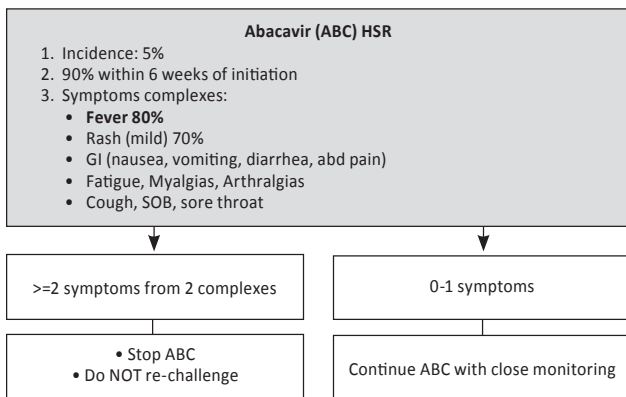 Abacavir (ABC) HSR
1. Incidence: 5%
2. 90% within 6 weeks of initiation
3. Symptoms complexes:
• Fever 80%
• Rash (mild) 70%
• GI (nausea, vomiting, diarrhea, abd pain)
• Fatigue, Myalgias, Arthralgias
• Cough, SOB, sore throat
>=2 symptoms from 2 complexes
0-1 symptoms
• Stop ABC
• Do NOT re-challenge
Continue ABC with close monitoring